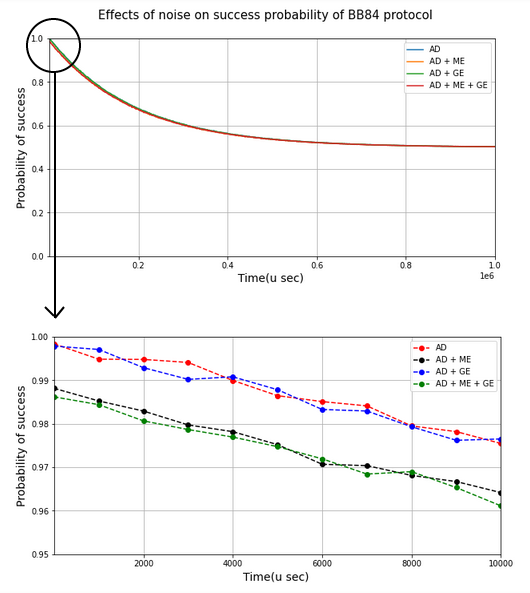 Effects of noise on success probability of BB84 protocol
Probability of success
1.0
0.8
0.6
0.4
0.2
0.0
AD
AD + ME
AD + GE
AD + ME + GE
0.2
0.4
0.6
0.8
1.0
1e6
Time(u sec)
Probability of success
1.00
0.99
0.98
0.97
0.96
0.95
AD
AD + ME
AD + GE
AD + ME + GE
2000
4000
6000
8000
10000
Time(u sec)